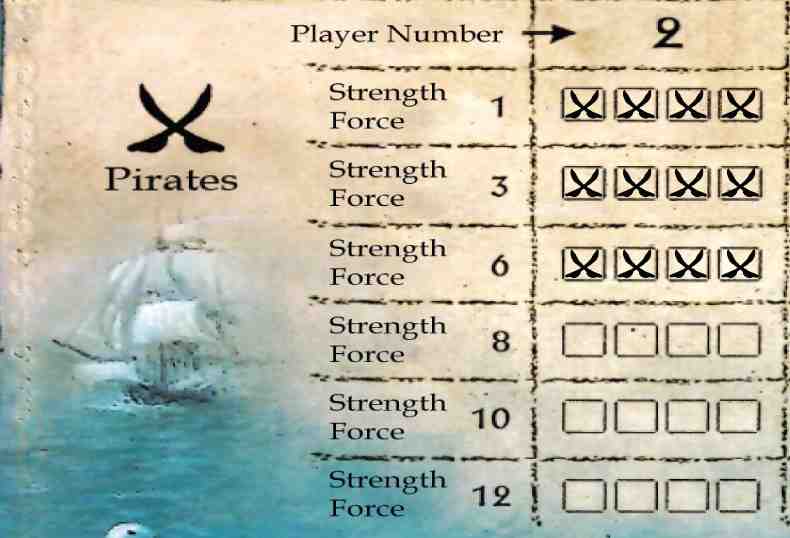 Player Number → 2
Strength Force 1
Pirates
Strength Force 3
Strength Force 6
Strength Force 8
Strength Force 10
Strength Force 12